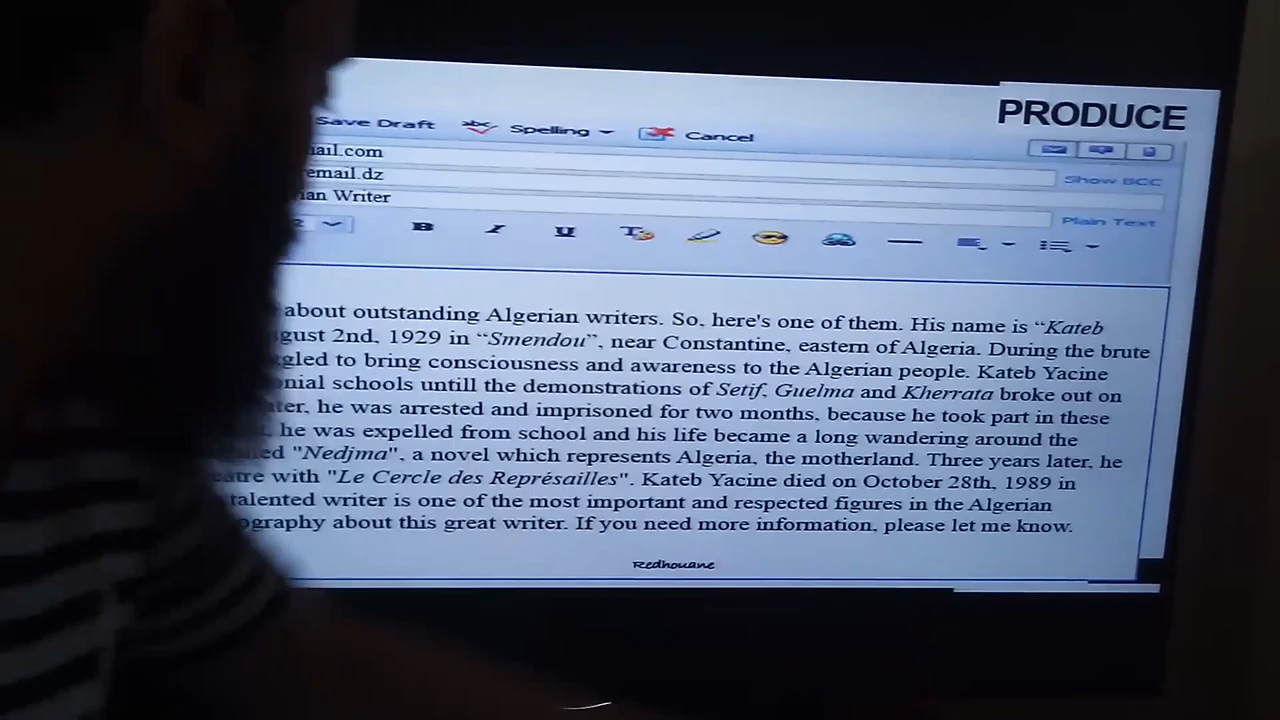 PRODUCE
Save Draft Spelling Cancel
ail.com
email.dz
Show BCC
ian Writer
Plain Text
B I U T
about outstanding Algerian writers. So, here's one of them. His name is "Kateb
gust 2nd, 1929 in "Smendou", near Constantine, eastern of Algeria. During the brute
gled to bring consciousness and awareness to the Algerian people. Kateb Yacine
nial schools untill the demonstrations of Setif, Guelma and Kherrata broke out on
ter, he was arrested and imprisoned for two months, because he took part in these
he was expelled from school and his life became a long wandering around the
ed "Nedjma", a novel which represents Algeria, the motherland. Three years later, he
atre with "Le Cercle des Représailles". Kateb Yacine died on October 28th, 1989 in
talented writer is one of the most important and respected figures in the Algerian
ography about this great writer. If you need more information, please let me know.
Redhouane